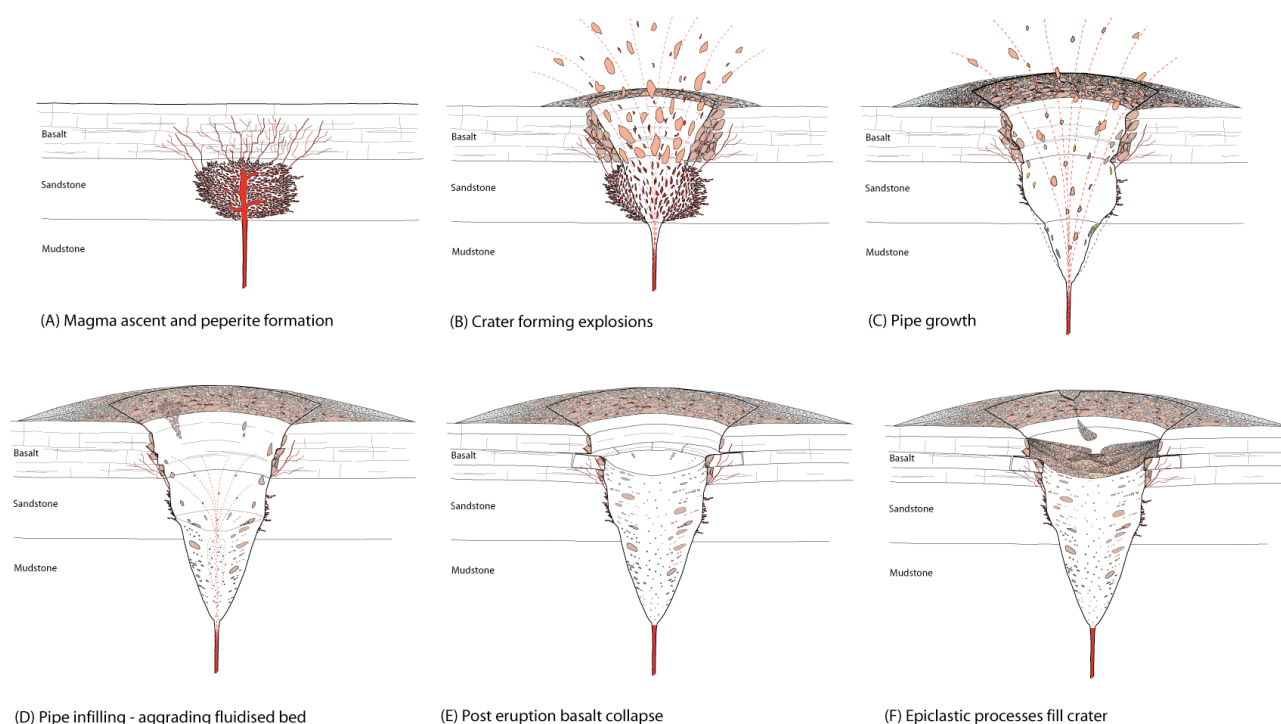 Basalt
Sandstone
Mudstone
(A) Magma ascent and peperite formation
Basalt
Sandstone
Mudstone
(B) Crater forming explosions
Basalt
Sandstone
Mudstone
(C) Pipe growth
Basalt
Sandstone
Mudstone
(D) Pipe infilling - aggrading fluidised bed
Basalt
Sandstone
Mudstone
(E) Post eruption basalt collapse
Basalt
Sandstone
Mudstone
(F) Epiclastic processes fill crater